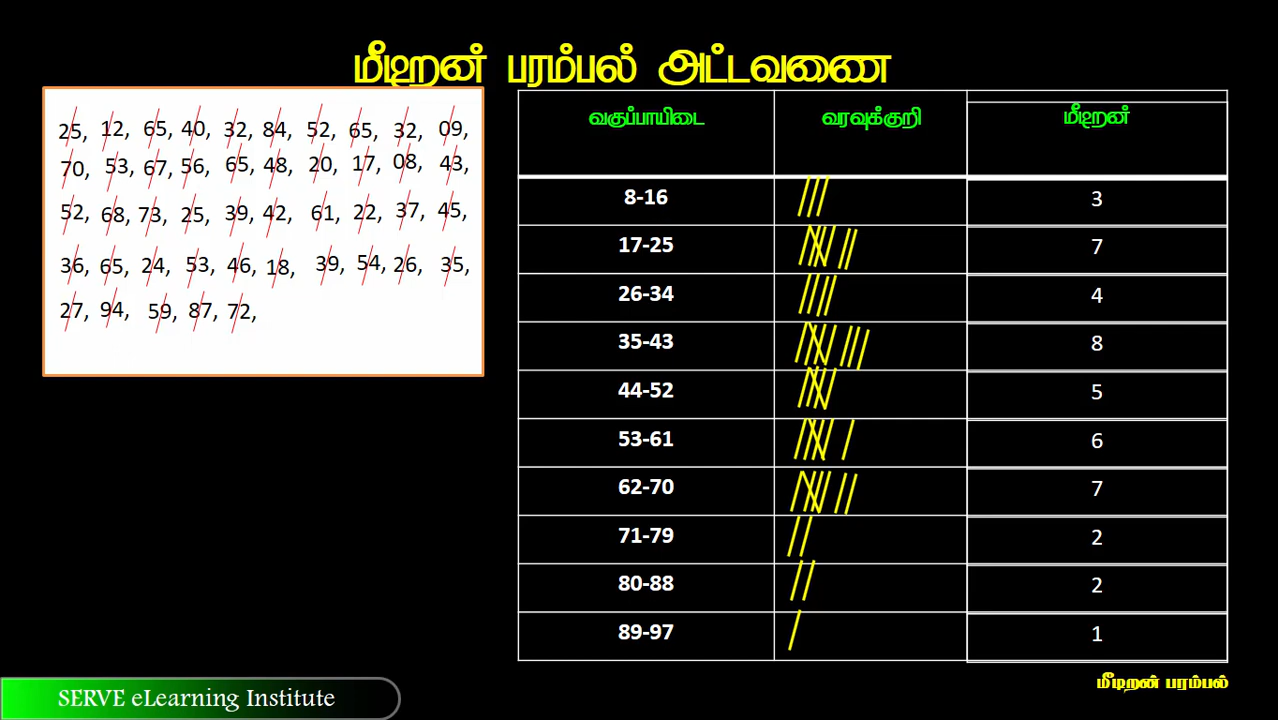 மீடிறன் பரம்பல் அட்டவணை
25, 12, 65, 40, 32, 84, 52, 65, 32, 09,
70, 53, 67, 56, 65, 48, 20, 17, 08, 43,
52, 68, 73, 25, 39, 42, 61, 22, 37, 45,
36, 65, 24, 53, 46, 18, 39, 54, 26, 35,
27, 94, 59, 87, 72,
வகுப்பாயிடை வரவுக்குறி மீடிறன்
8-16 3
17-25 7
26-34 4
35-43 8
44-52 5
53-61 6
62-70 7
71-79 2
80-88 2
89-97 1
மீடிறன் பரம்பல்
SERVE eLearning Institute